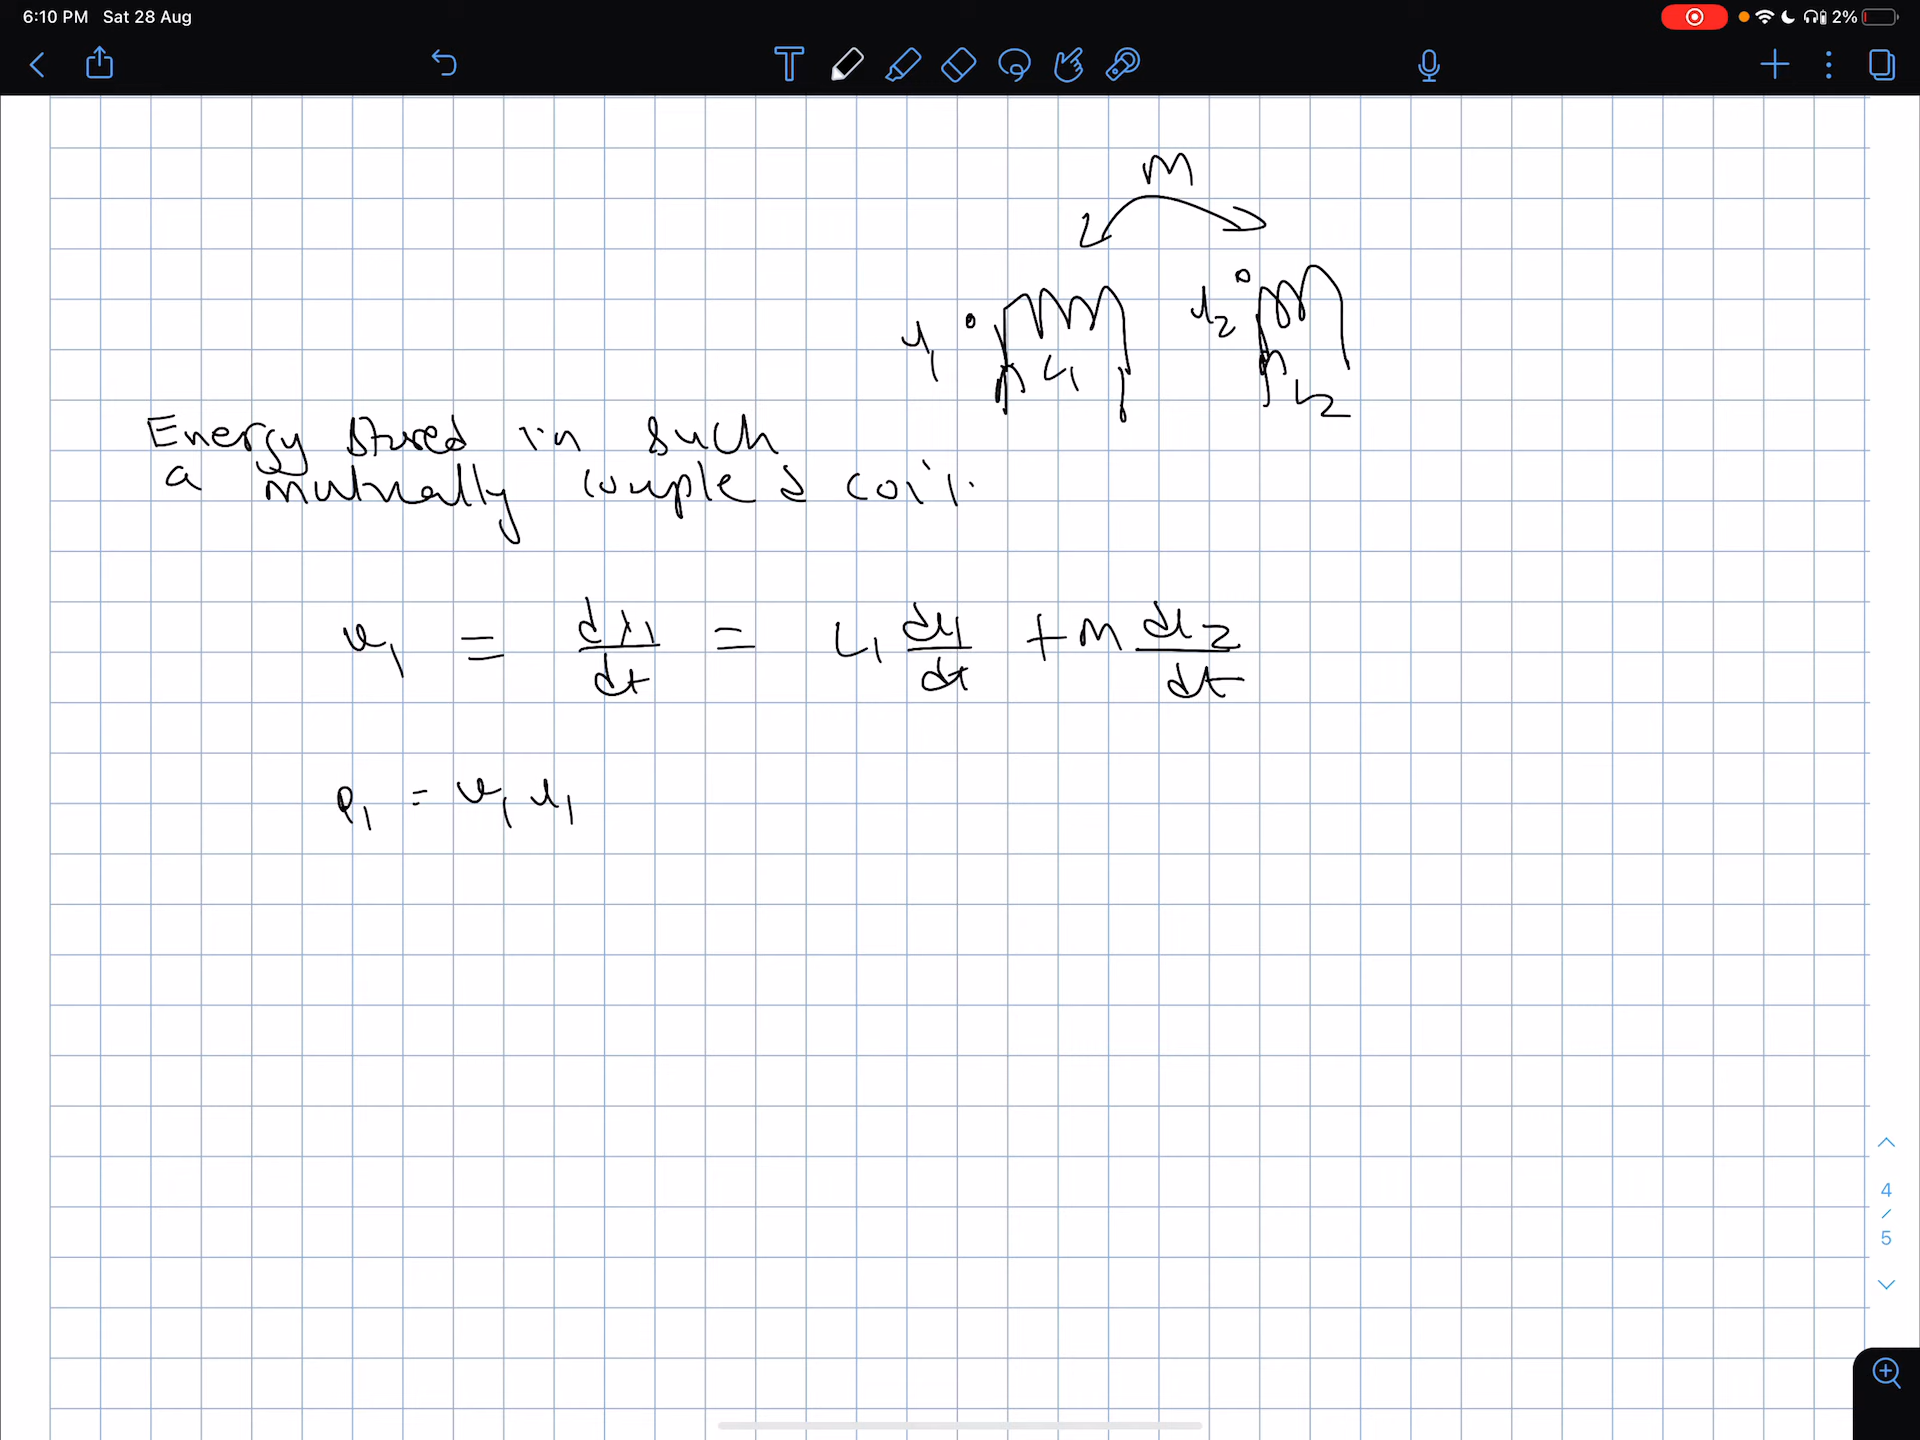 6:10 PM Sat 28 Aug 2%
T
M
i₁ L₁ i₂ L₂
Energy stored in such
a mutually coupled coil.
v₁ = dλ₁/dt = L₁ di₁/dt + M di₂/dt
p₁ = v₁ i₁
4
/
5